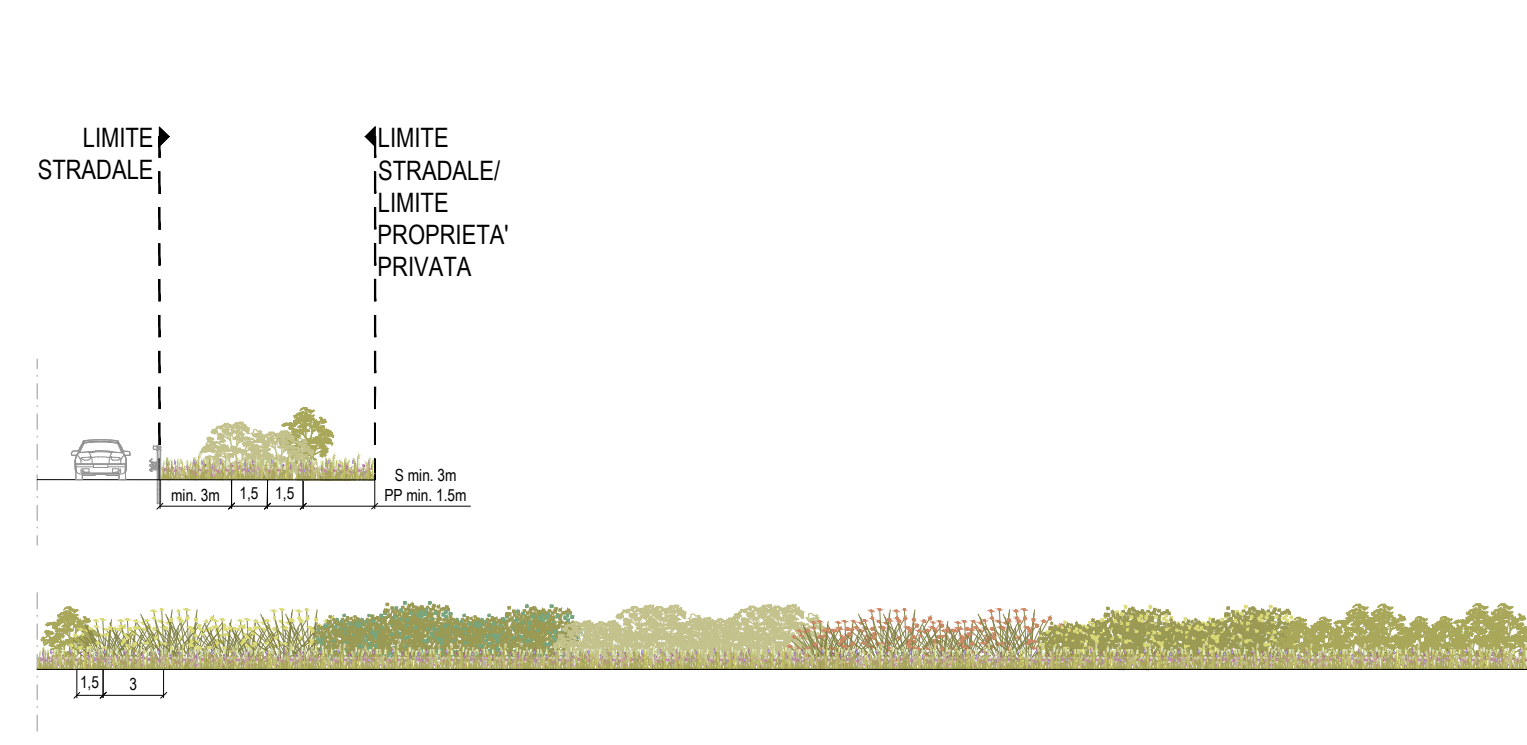 LIMITE
STRADALE
LIMITE
STRADALE/
LIMITE
PROPRIETA'
PRIVATA
S min. 3m
min. 3m
1,5
1,5
PP min. 1.5m
1,5
3